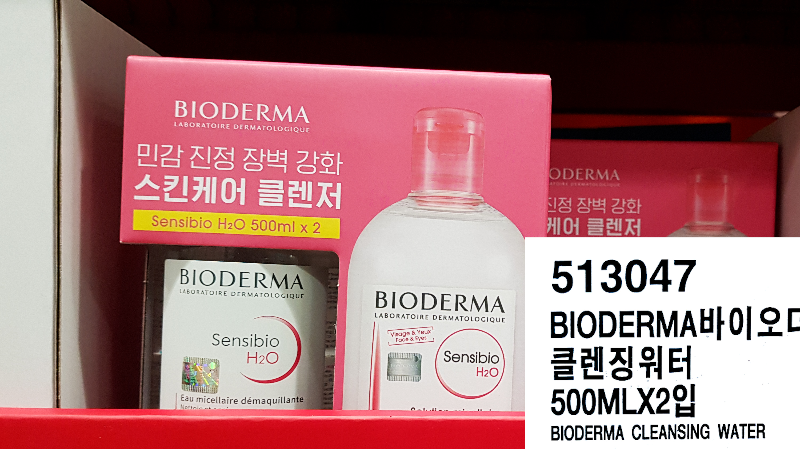 BIODERMA
LABORATOIRE DERMATOLOGIQUE
민감 진정 장벽 강화
스킨케어 클렌저
Sensibio H2O 500ml x 2
BIODERMA
LABORATOIRE DERMATOLOGIQUE
Sensibio
H2O
Eau micellaire démaquillante
BIODERMA
LABORATOIRE DERMATOLOGIQUE
Visage & Yeux
Face & Eyes
Sensibio
H2O
BIODERMA
진정 장벽 강화
케어 클렌저
513047
BIODERMA바이오더
클렌징워터
500MLX2입
BIODERMA CLEANSING WATER